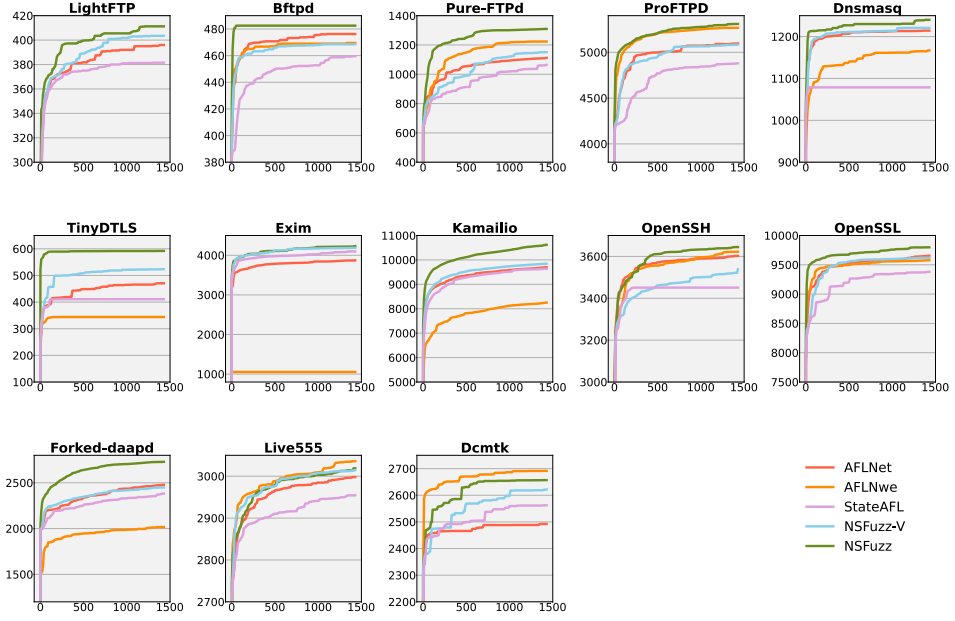 LightFTP Bftpd Pure-FTPd ProFTPD Dnsmasq
420 480 1400 5000 1200
400 460 1200 4500 1100
380 440 1000 4000 1000
360 420 800 900
340 400 600
320 380 400
300
0 500 1000 1500 0 500 1000 1500 0 500 1000 1500 0 500 1000 1500 0 500 1000 1500
TinyDTLS Exim Kamailio OpenSSH OpenSSL
600 4000 11000 3600 10000
500 3000 10000 3400 9500
400 2000 9000 3200 9000
300 1000 8000 3000 8500
200 7000 8000
100 6000 7500
5000
0 500 1000 1500 0 500 1000 1500 0 500 1000 1500 0 500 1000 1500 0 500 1000 1500
Forked-daapd Live555 Dcmtk
2500 3000 2700
2000 2900 2600
1500 2800 2500
2700 2400
2300
2200
0 500 1000 1500 0 500 1000 1500 0 500 1000 1500
AFLNet
AFLNwe
StateAFL
NSFuzz-V
NSFuzz